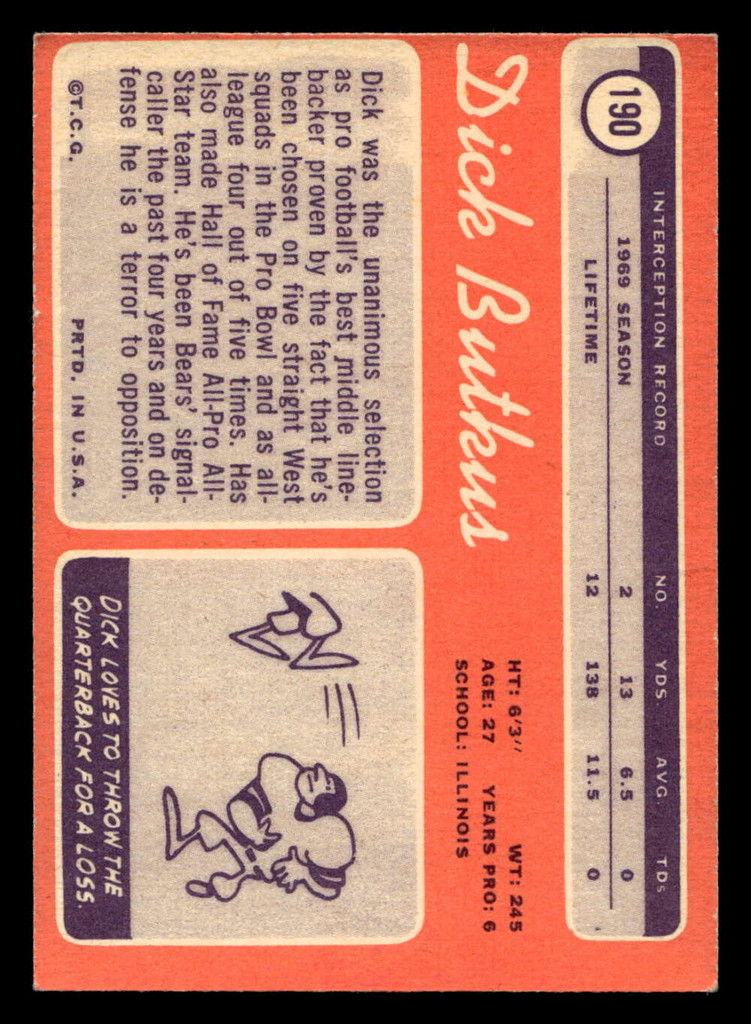 190
INTERCEPTION RECORD NO. YDS AVG. TDs
1969 SEASON 2 13 6.5 0
LIFETIME 12 138 11.5 0
Dick Butkus
HT: 6'3" WT: 245
AGE: 27 YEARS PRO: 6
SCHOOL: ILLINOIS
Dick was the unanimous selection
as pro football's best middle line-
backer proven by the fact that he's
been chosen on five straight West
squads in the Pro Bowl and as all-
league four out of five times. Has
also made Hall of Fame All-Pro All-
Star team. He's been Bears' signal-
caller the past four years and on de-
fense he is a terror to opposition.
©T.C.G. PRTD. IN U.S.A.
DICK LOVES TO THROW THE
QUARTERBACK FOR A LOSS.